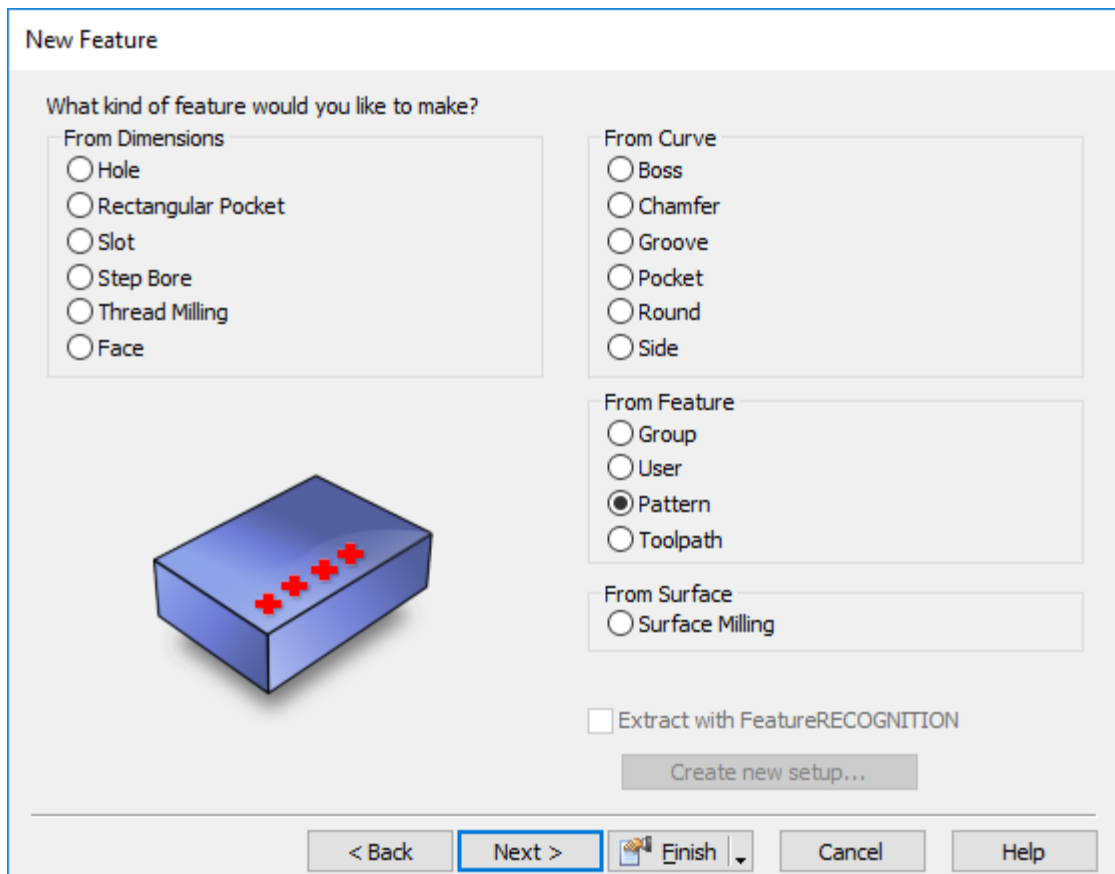 New Feature
What kind of feature would you like to make?
From Dimensions
Hole
Rectangular Pocket
Slot
Step Bore
Thread Milling
Face
From Curve
Boss
Chamfer
Groove
Pocket
Round
Side
From Feature
Group
User
Pattern
Toolpath
From Surface
Surface Milling
Extract with FeatureRECOGNITION
Create new setup...
< Back
Next >
Finish
Cancel
Help